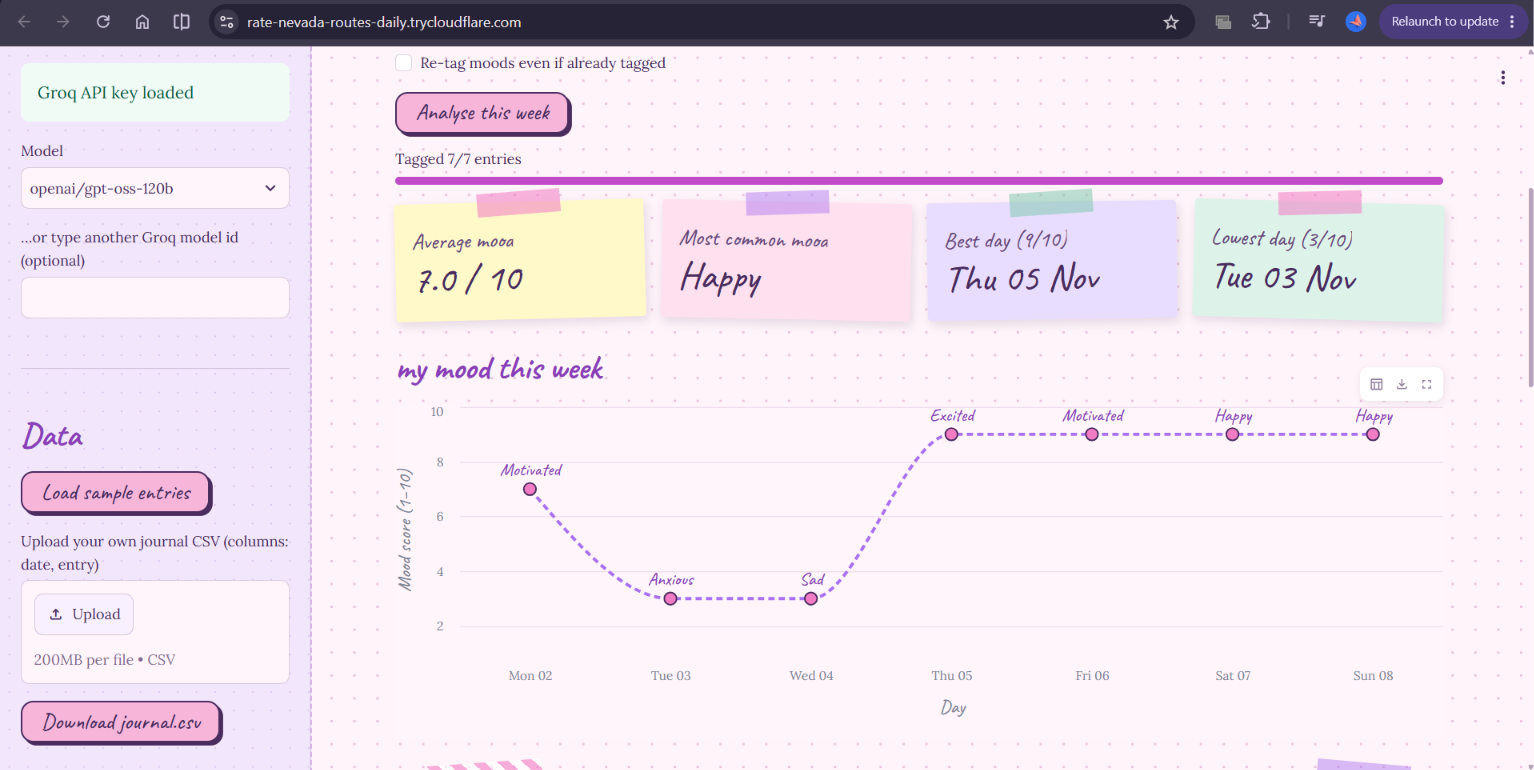 rate-nevada-routes-daily.trycloudflare.com
Relaunch to update
Groq API key loaded
Model
openai/gpt-oss-120b
...or type another Groq model id
(optional)
Data
Load sample entries
Upload your own journal CSV (columns:
date, entry)
Upload
200MB per file • CSV
Download journal.csv
Re-tag moods even if already tagged
Analyse this week
Tagged 7/7 entries
Average mood
7.0 / 10
Most common mood
Happy
Best day (9/10)
Thu 05 Nov
Lowest day (3/10)
Tue 03 Nov
my mood this week
Mood score (1-10)
10
8
6
4
2
Motivated
Anxious
Sad
Excited
Motivated
Happy
Happy
Mon 02
Tue 03
Wed 04
Thu 05
Fri 06
Sat 07
Sun 08
Day